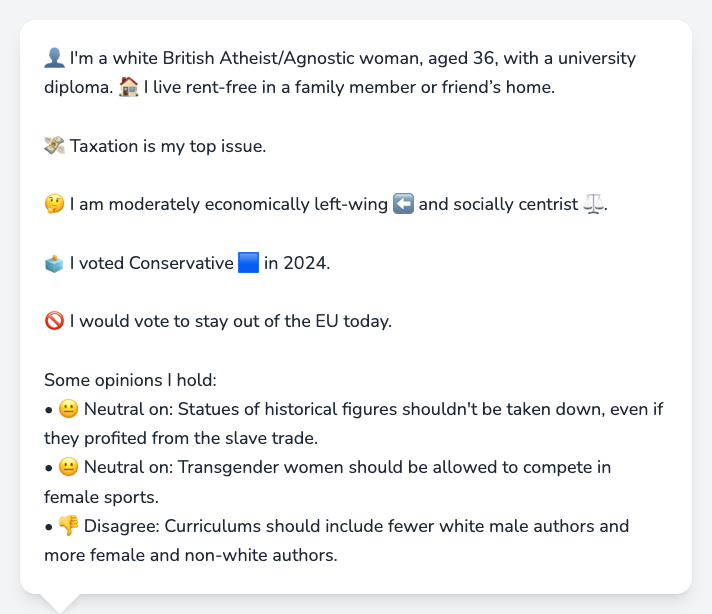 👤 I'm a white British Atheist/Agnostic woman, aged 36, with a university
diploma. 🏠 I live rent-free in a family member or friend’s home.
💸 Taxation is my top issue.
🤔 I am moderately economically left-wing ⬅️ and socially centrist ⚖️.
🗳️ I voted Conservative 🟦 in 2024.
🚫 I would vote to stay out of the EU today.
Some opinions I hold:
• 😐 Neutral on: Statues of historical figures shouldn't be taken down, even if
they profited from the slave trade.
• 😐 Neutral on: Transgender women should be allowed to compete in
female sports.
• 👎 Disagree: Curriculums should include fewer white male authors and
more female and non-white authors.